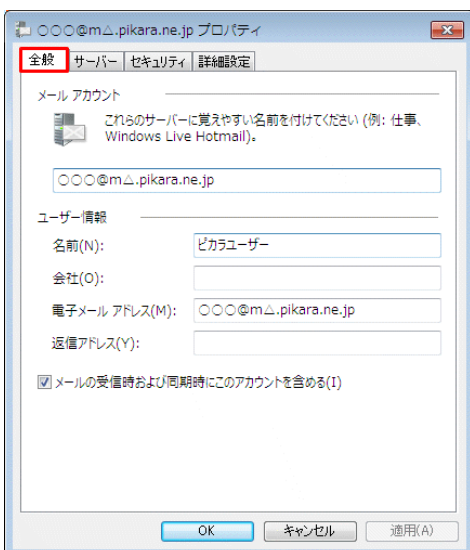 ○○○@m△.pikara.ne.jp プロパティ
全般 サーバー セキュリティ 詳細設定
メール アカウント
これらのサーバーに覚えやすい名前を付けてください (例: 仕事、
Windows Live Hotmail)。
○○○@m△.pikara.ne.jp
ユーザー情報
名前(N): ピカラユーザー
会社(O):
電子メール アドレス(M): ○○○@m△.pikara.ne.jp
返信アドレス(Y):
メールの受信時および同期時にこのアカウントを含める(I)
OK キャンセル 適用(A)